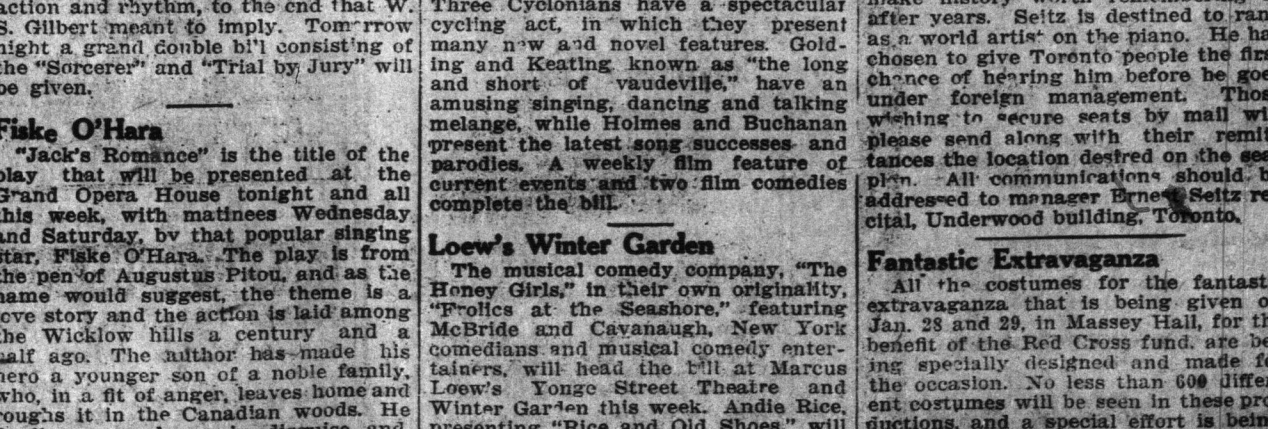 action and rhythm, to the end that W.
S. Gilbert meant to imply. Tom rrow
night a grand double bi'l consist'ng of
the "Sorcerer" and "Trial by Jury" will
be given.
Fiske O'Hara
"Jack's Romance" is the title of the
play that will be presented at the
Grand Opera House tonight and all
this week, with matinees Wednesday
and Saturday, by that popular singing
star, Fiske O'Hara. The play is from
the pen of Augustus Pitou, and as the
name would suggest, the theme is a
love story and the action is laid among
the Wicklow hills a century and a
half ago. The author has made his
hero a younger son of a noble family,
who, in a fit of anger, leaves home and
roughs it in the Canadian woods. He
Three Cyclonians have a spectacular
cycling act, in which they present
many new and novel features. Gold-
ing and Keating, known as "the long
and short of vaudeville," have an
amusing singing, dancing and talking
melange, while Holmes and Buchanan
present the latest song successes and
parodies. A weekly film feature of
current events and two film comedies
complete the bill.
Loew's Winter Garden
The musical comedy company, "The
Honey Girls," in their own originality,
"Frolics at the Seashore," featuring
McBride and Cavanaugh, New York
comedians and musical comedy enter-
tainers, will head the bill at Marcus
Loew's Yonge Street Theatre and
Winter Garden this week. Andie Rice,
presenting "Rice and Old Shoes," will
after years. Seitz is destined to ran
as a world artist on the piano. He ha
chosen to give Toronto people the firs
chance of hearing him before he goe
under foreign management. Thos
wishing to secure seats by mail wi
please send along with their remit
tances the location desired on the sea
plan. All communications should b
addressed to manager Ernest Seitz re
cital, Underwood building, Toronto.
Fantastic Extravaganza
All the costumes for the fantast
extravaganza that is being given o
Jan. 28 and 29, in Massey Hall, for th
benefit of the Red Cross fund, are be
ing specially designed and made fo
the occasion. No less than 600 differ
ent costumes will be seen in these pro
ductions, and a special effort is bein